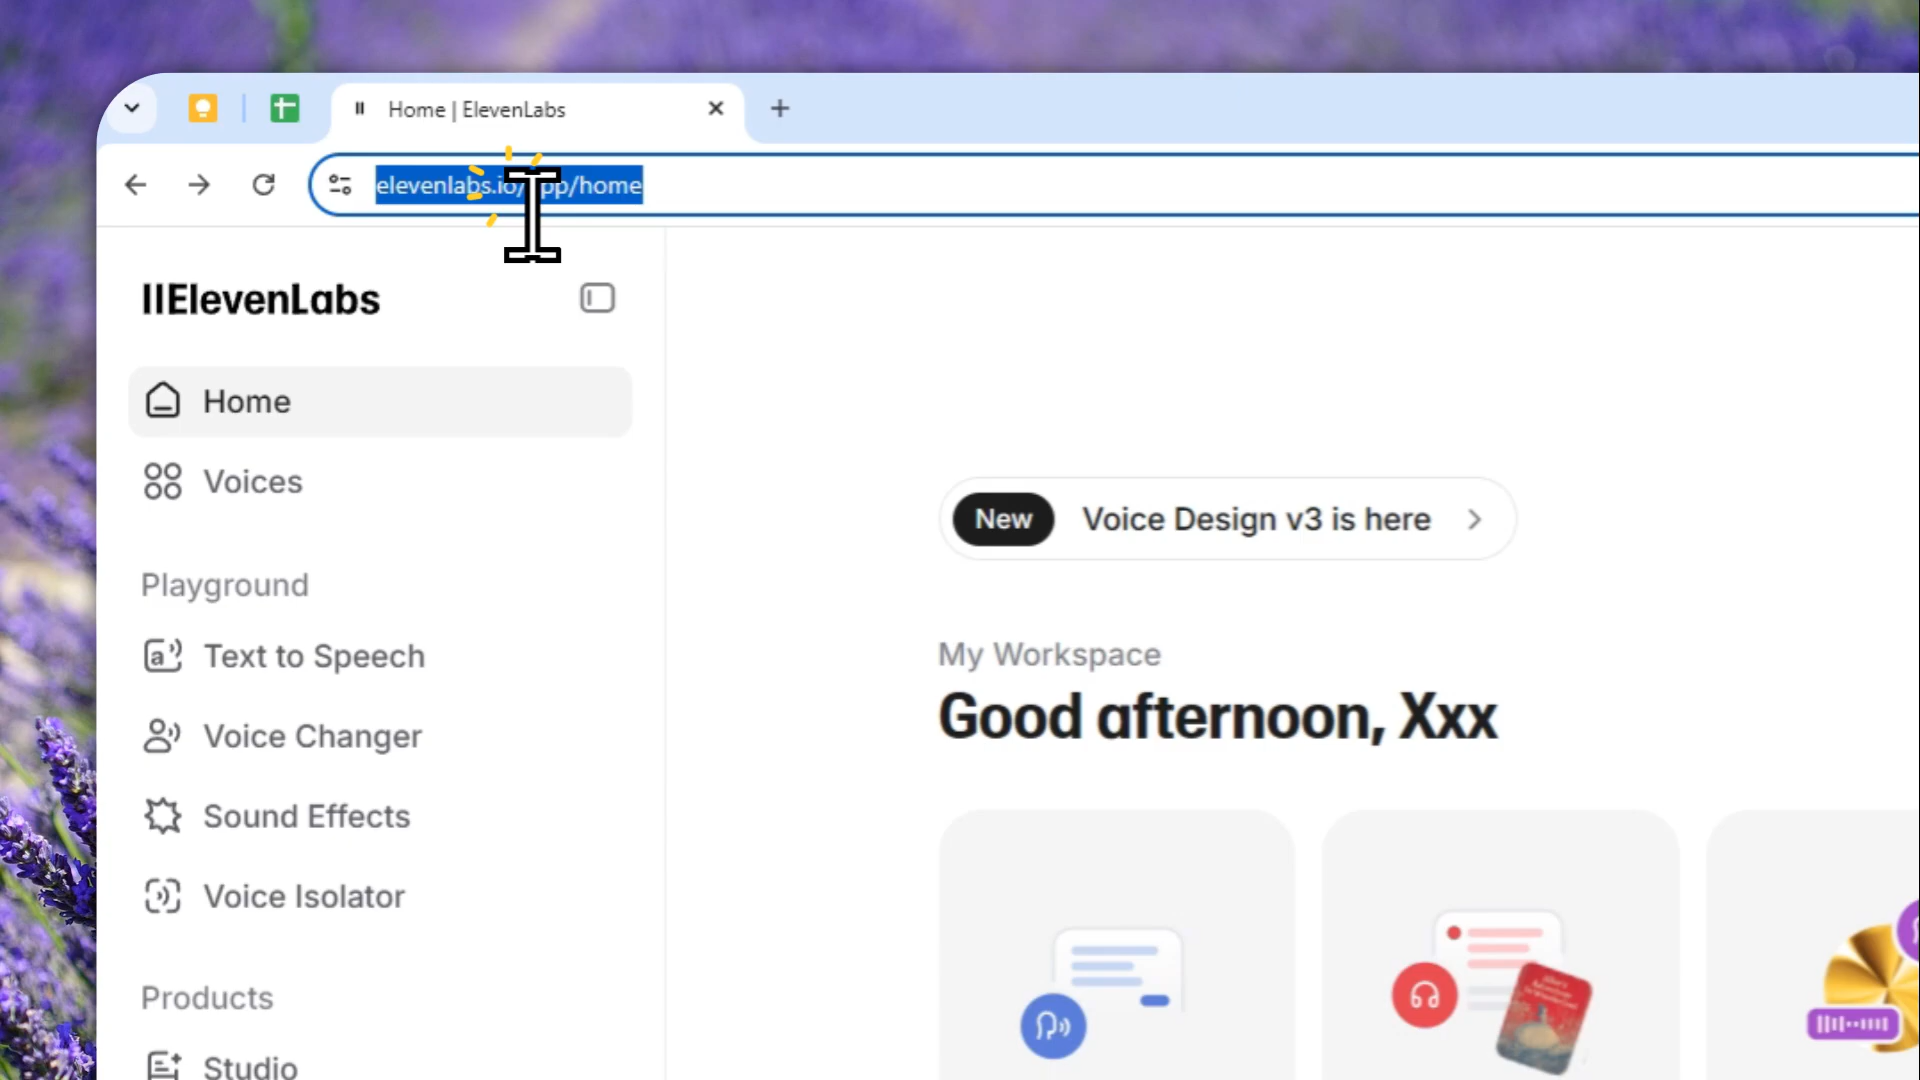 Home | ElevenLabs
elevenlabs.io/app/home
IIElevenLabs
Home
Voices
Playground
Text to Speech
Voice Changer
Sound Effects
Voice Isolator
Products
Studio
New Voice Design v3 is here
My Workspace
Good afternoon, Xxx